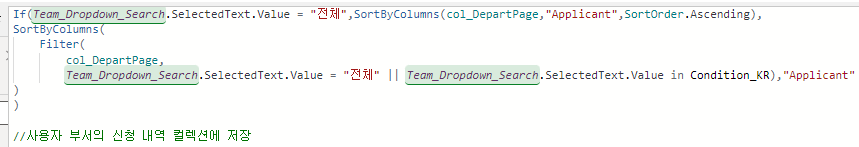 If(Team_Dropdown_Search.SelectedText.Value = "전체",SortByColumns(col_DepartPage,"Applicant",SortOrder.Ascending),
SortByColumns(
Filter(
col_DepartPage,
Team_Dropdown_Search.SelectedText.Value = "전체" || Team_Dropdown_Search.SelectedText.Value in Condition_KR),"Applicant"
)
)
//사용자 부서의 신청 내역 컬렉션에 저장